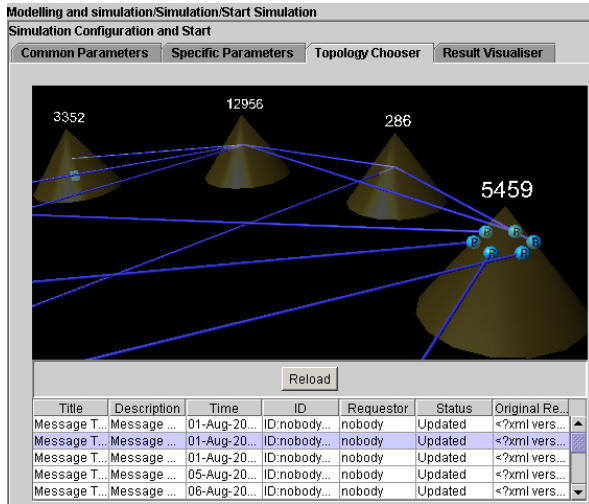 Modelling and simulation/Simulation/Start Simulation
Simulation Configuration and Start
Common Parameters Specific Parameters Topology Chooser Result Visualiser
12956
3352
286
5459
R R R R R R
Reload
Title Description Time ID Requestor Status Original Re...
Message T... Message ... 01-Aug-20... ID:nobody... nobody Updated <?xml vers...
Message T... Message ... 01-Aug-20... ID:nobody... nobody Updated <?xml vers...
Message T... Message ... 01-Aug-20... ID:nobody... nobody Updated <?xml vers...
Message T... Message ... 05-Aug-20... ID:nobody... nobody Updated <?xml vers...
Message T... Message ... 06-Aug-20... ID:nobody... nobody Updated <?xml vers...